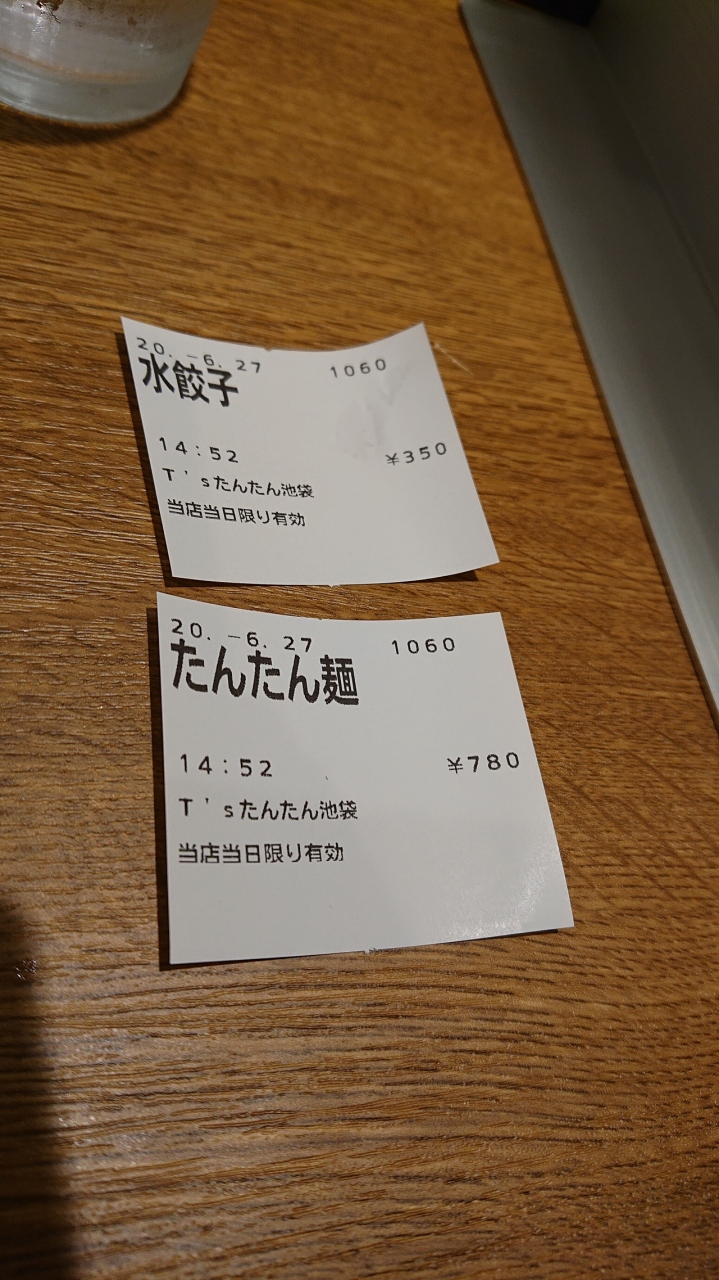 20.-6.27 1060
水餃子
14:52 ¥350
T'sたんたん池袋
当店当日限り有効
20.-6.27 1060
たんたん麺
14:52 ¥780
T'sたんたん池袋
当店当日限り有効